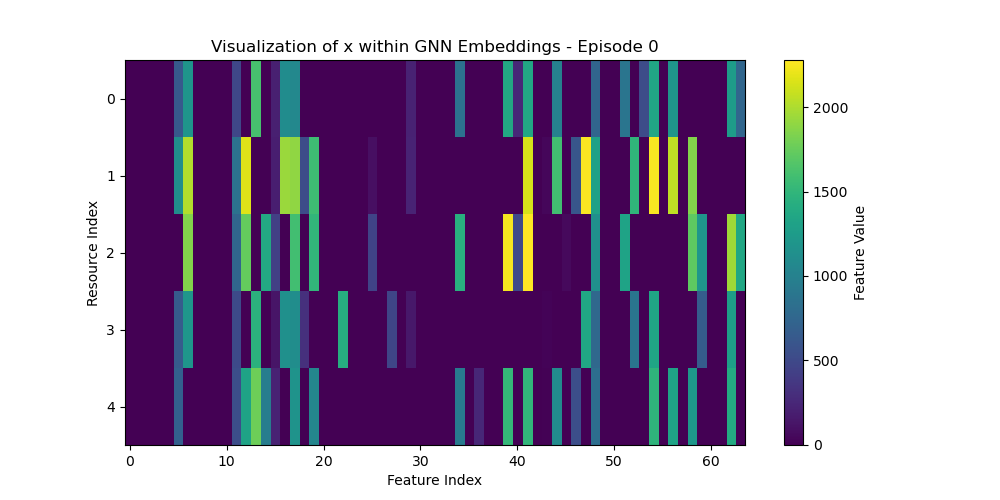 Visualization of x within GNN Embeddings - Episode 0
Resource Index
0
1
2
3
4
0 10 20 30 40 50 60
Feature Index
2000
1500
1000
500
0
Feature Value